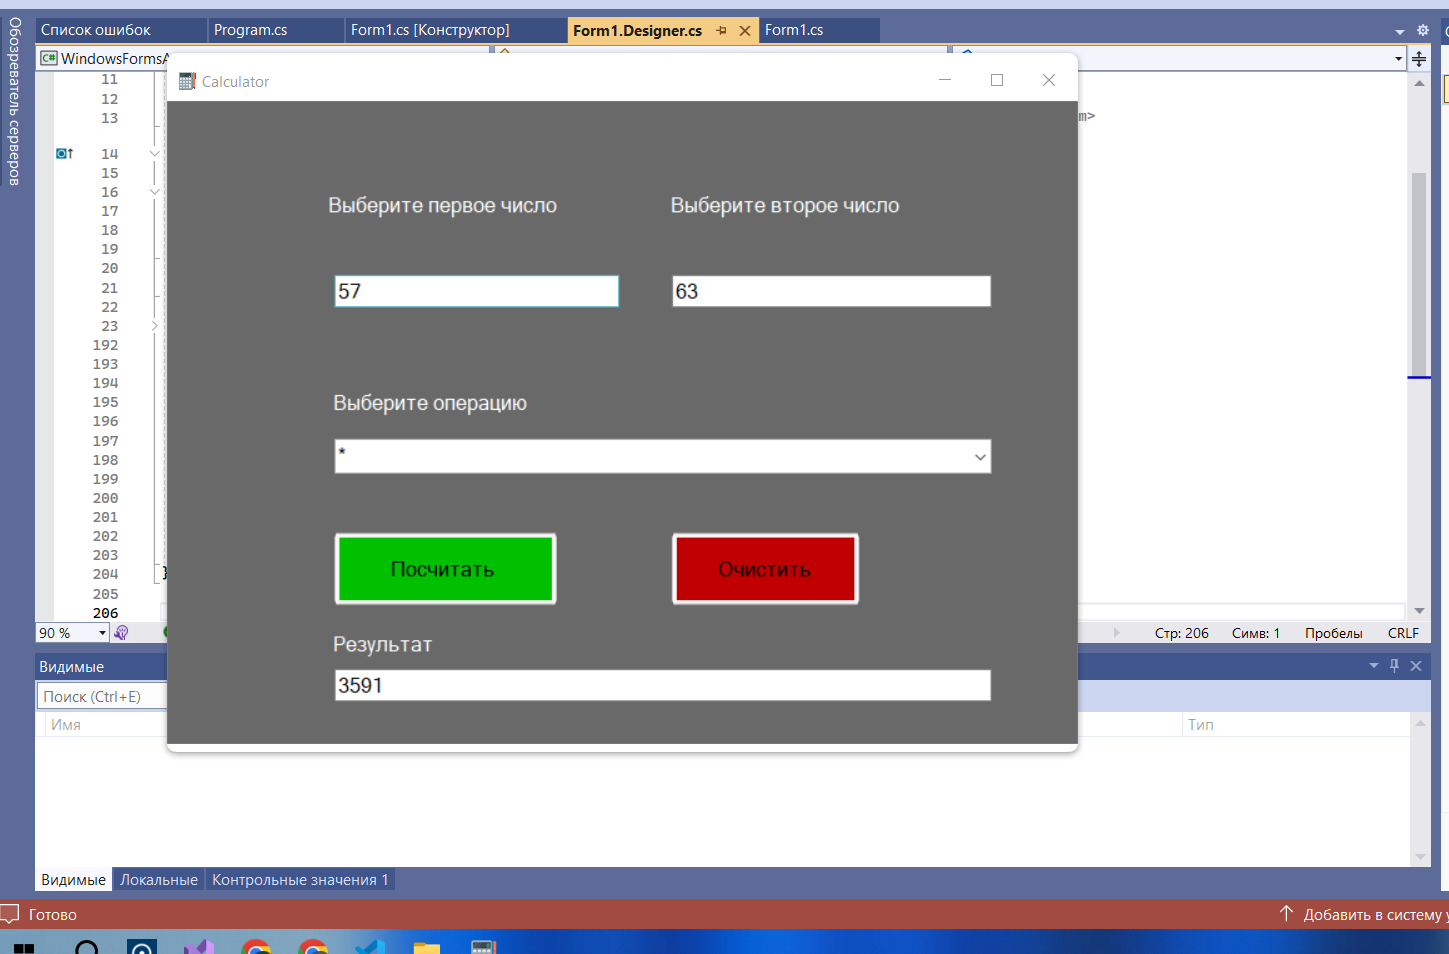 Обозреватель серверов
Список ошибок
Program.cs
Form1.cs [Конструктор]
Form1.Designer.cs
Form1.cs
C# WindowsFormsA
Calculator
11
12
13
m>
14
15
16
17
18
19
20
21
22
23
192
193
194
195
196
197
198
199
200
201
202
203
204
}
205
206
Выберите первое число
Выберите второе число
57
63
Выберите операцию
*
Посчитать
Очистить
Результат
3591
90 %
Стр: 206
Симв: 1
Пробелы
CRLF
Видимые
Поиск (Ctrl+E)
Имя
Тип
Видимые
Локальные
Контрольные значения 1
Готово
Добавить в систему